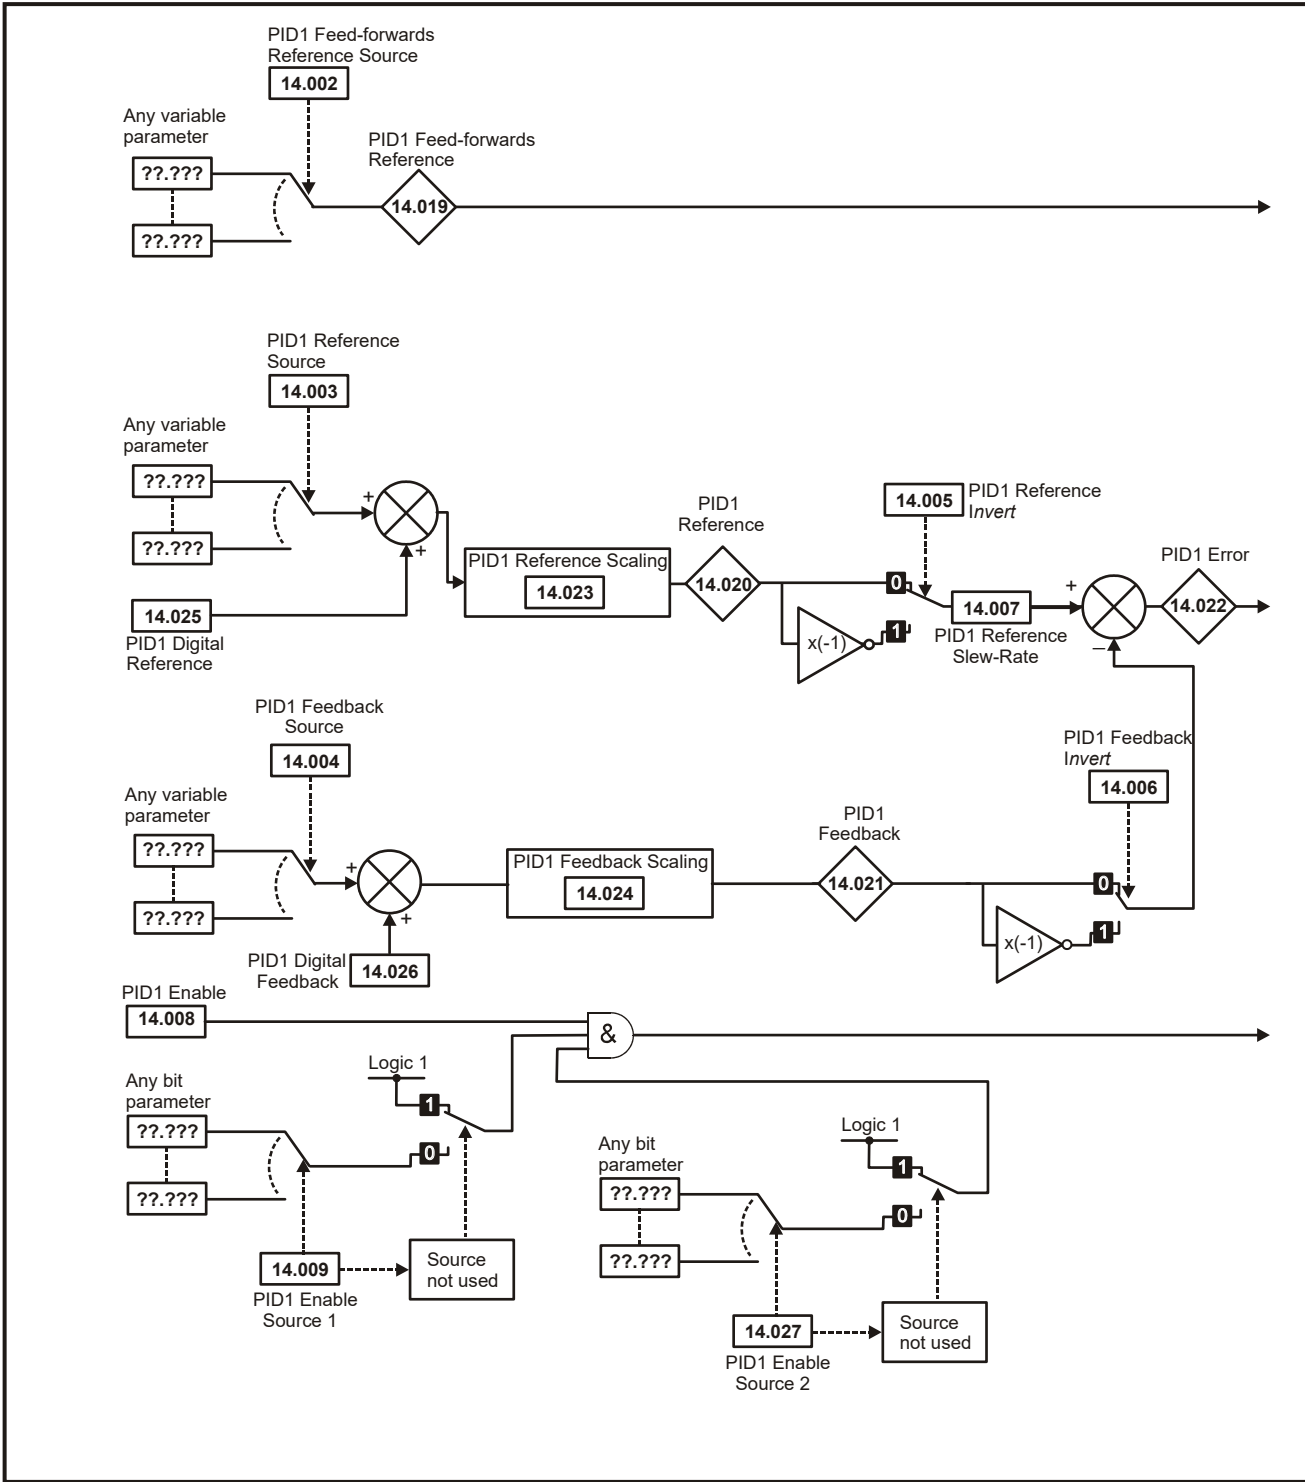 PID1 Feed-forwards
Reference Source
14.002
Any variable
parameter
??.???
??.???
PID1 Feed-forwards
Reference
14.019
PID1 Reference
Source
14.003
Any variable
parameter
??.???
??.???
+
+
14.025
PID1 Digital
Reference
PID1 Reference Scaling
14.023
PID1
Reference
14.020
x(-1)
0
1
14.005
PID1 Reference
Invert
14.007
PID1 Reference
Slew-Rate
+
–
PID1 Error
14.022
PID1 Feedback
Source
14.004
Any variable
parameter
??.???
??.???
+
+
PID1 Digital
Feedback
14.026
PID1 Feedback Scaling
14.024
PID1
Feedback
14.021
x(-1)
0
1
PID1 Feedback
Invert
14.006
PID1 Enable
14.008
&
Logic 1
1
0
Any bit
parameter
??.???
??.???
14.009
PID1 Enable
Source 1
Source
not used
Logic 1
1
0
Any bit
parameter
??.???
??.???
14.027
PID1 Enable
Source 2
Source
not used